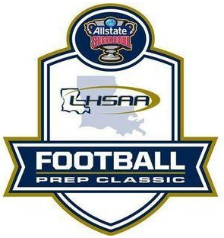 Allstate
SUGAR BOWL
LHSAA
FOOTBALL
PREP CLASSIC